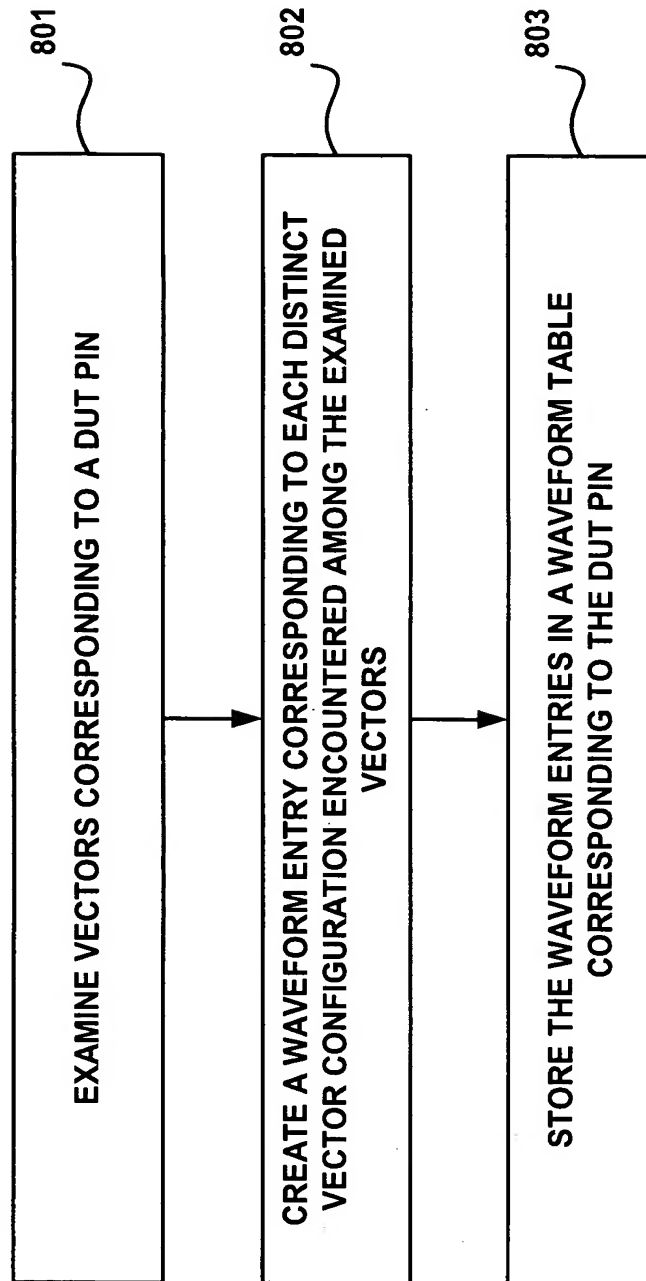 801
EXAMINE VECTORS CORRESPONDING TO A DUT PIN
802
CREATE A WAVEFORM ENTRY CORRESPONDING TO EACH DISTINCT
VECTOR CONFIGURATION ENCOUNTERED AMONG THE EXAMINED
VECTORS
803
STORE THE WAVEFORM ENTRIES IN A WAVEFORM TABLE
CORRESPONDING TO THE DUT PIN